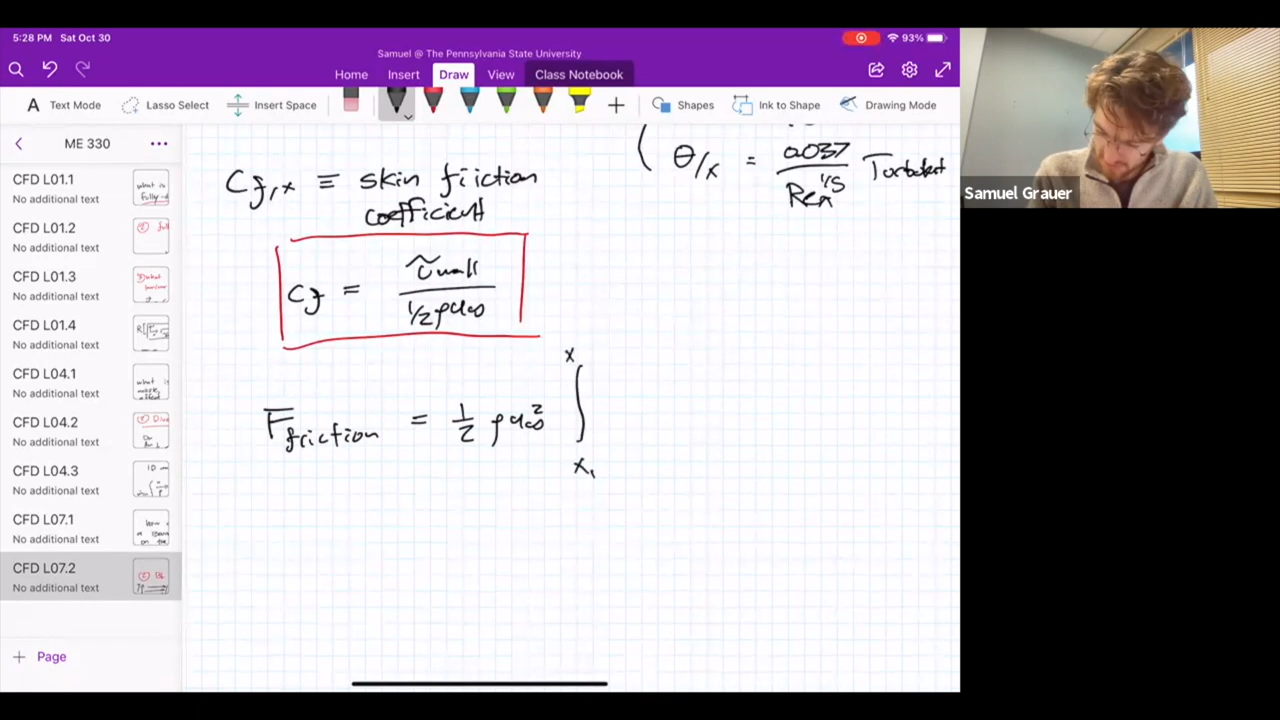 5:28 PM Sat Oct 30
93%
Samuel @ The Pennsylvania State University
Home Insert Draw View Class Notebook
Text Mode Lasso Select Insert Space Shapes Ink to Shape Drawing Mode
ME 330
CFD L01.1
No additional text
CFD L01.2
No additional text
CFD L01.3
No additional text
CFD L01.4
No additional text
CFD L04.1
No additional text
CFD L04.2
No additional text
CFD L04.3
No additional text
CFD L07.1
No additional text
CFD L07.2
No additional text
Page
Cf,x ≡ skin friction
coefficient
Cf = τwall / 1/2 ρu∞
Ffriction = 1/2 ρu∞² ∫ x x₁
θ/x = 0.037 / Rex^1/5 Turbulent
Samuel Grauer